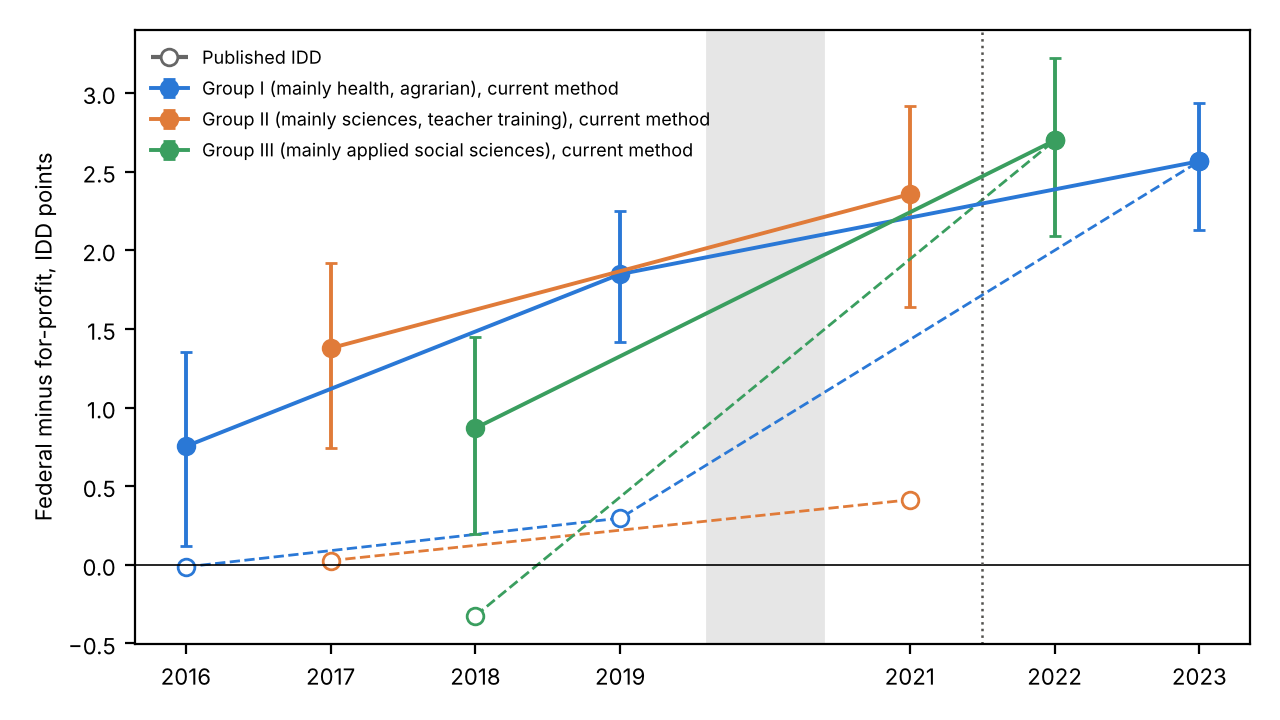 Published IDD
Group I (mainly health, agrarian), current method
Group II (mainly sciences, teacher training), current method
Group III (mainly applied social sciences), current method
Federal minus for-profit, IDD points
3.0
2.5
2.0
1.5
1.0
0.5
0.0
−0.5
2016 2017 2018 2019 2021 2022 2023